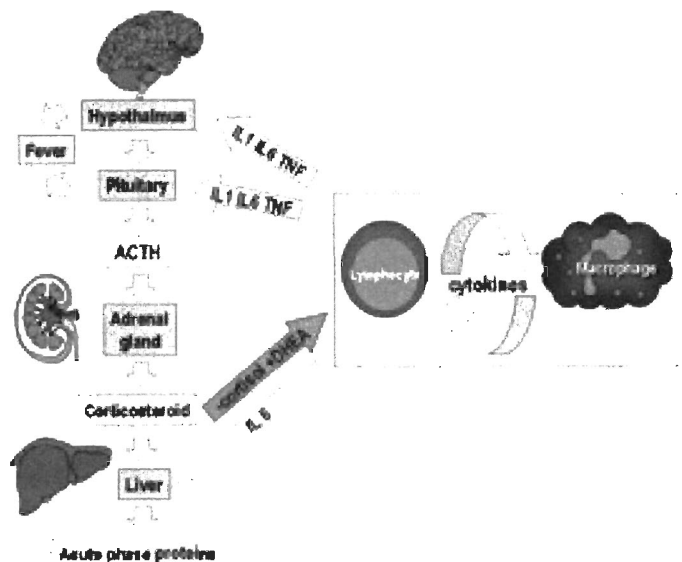 Hypothalmus
Fever
IL1 IL6 TNF
Pituitary
IL1 IL6 TNF
ACTH
Lymphocyte
cytokines
Macrophage
Adrenal
gland
-cortisol +DHEA
IL 6
Corticosteroid
Liver
Acute phase proteins